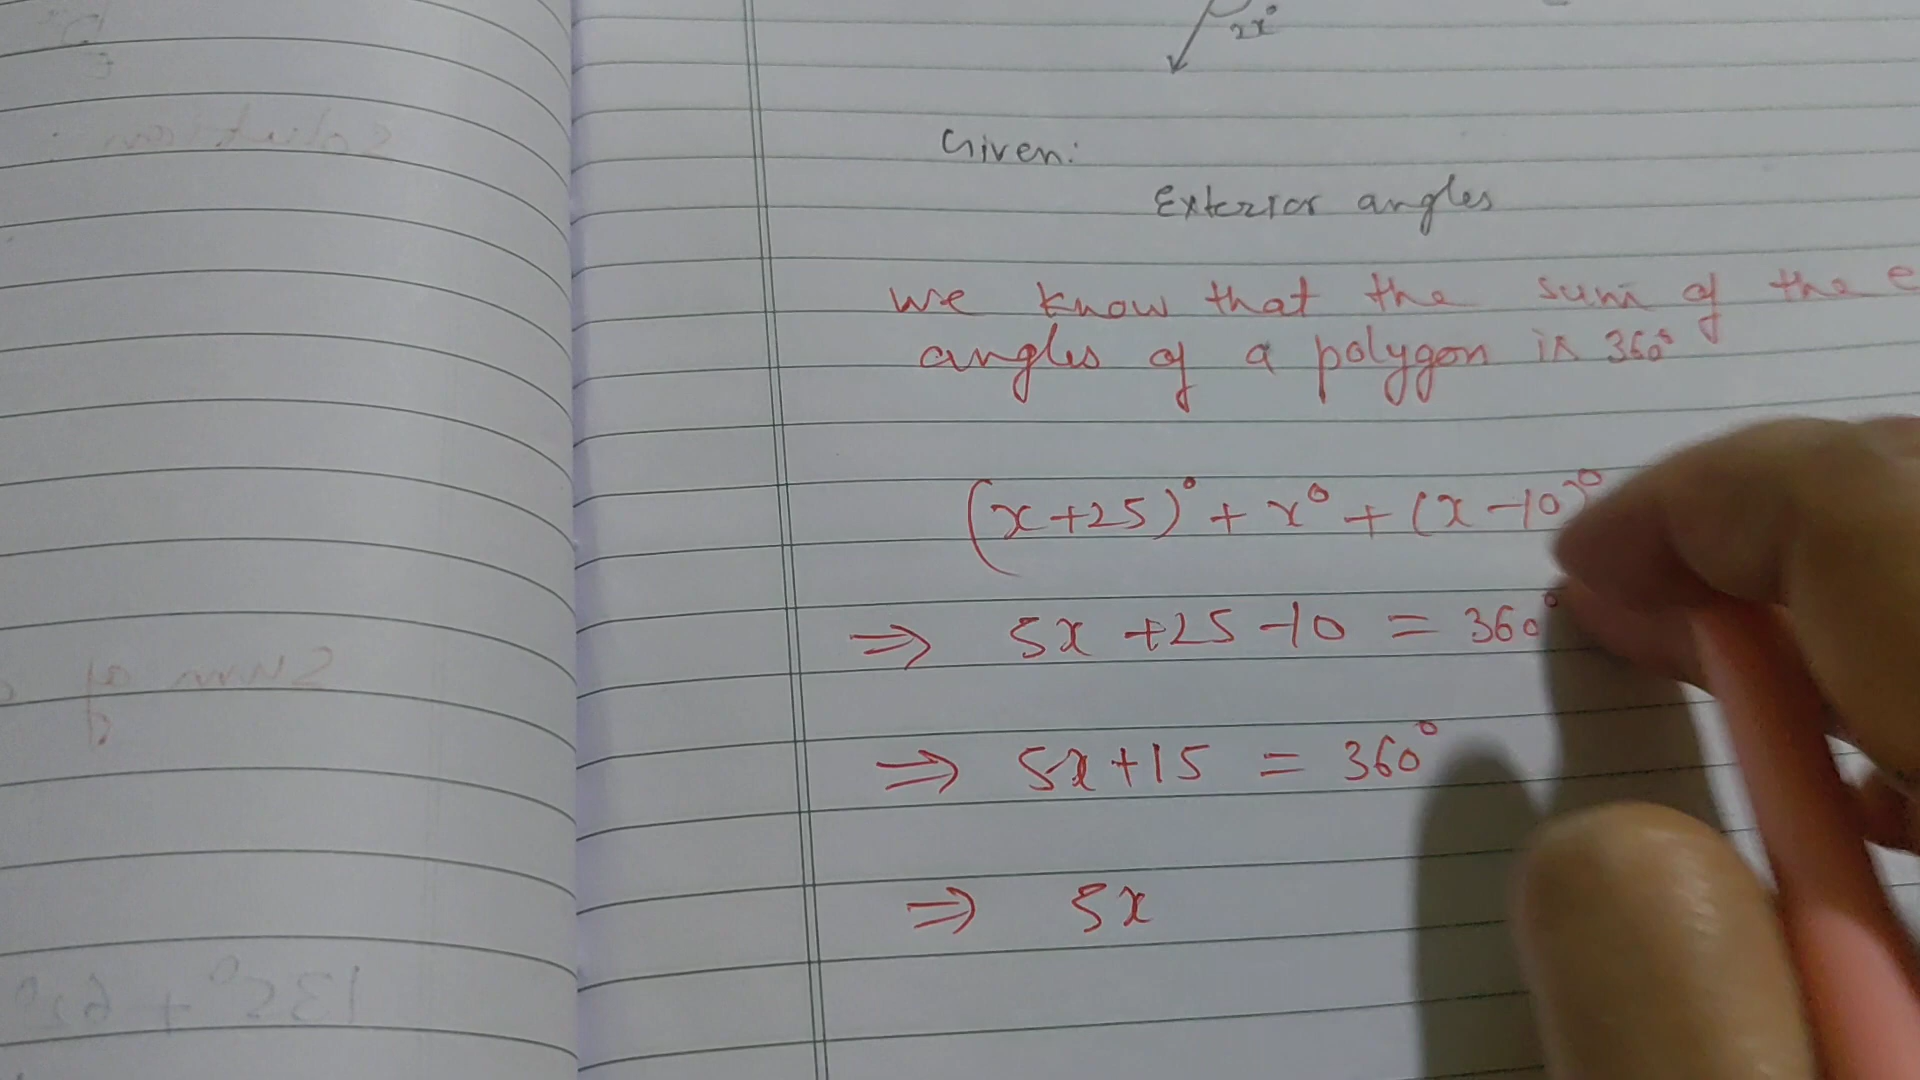 2x°
Given:
Exterior angles
we know that the sum of the e
angles of a polygon is 360°
(x+25)° + x° + (x-10)°
⇒ 5x +25-10 = 360°
⇒ 5x+15 = 360°
⇒ 5x